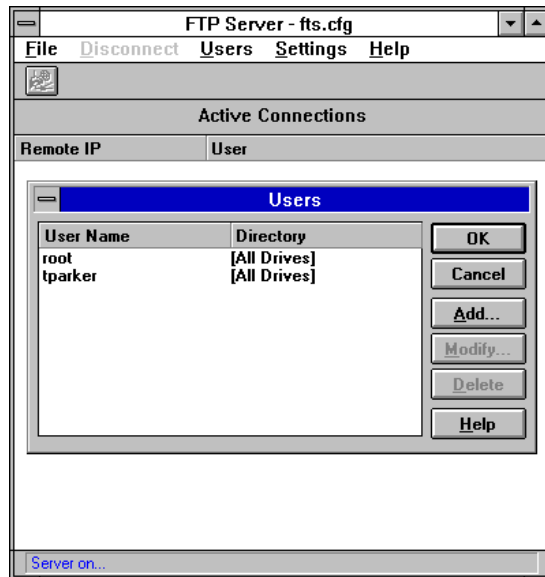 FTP Server - fts.cfg
File Disconnect Users Settings Help
Active Connections
Remote IP User
Users
User Name Directory
root [All Drives]
tparker [All Drives]
OK
Cancel
Add...
Modify...
Delete
Help
Server on...